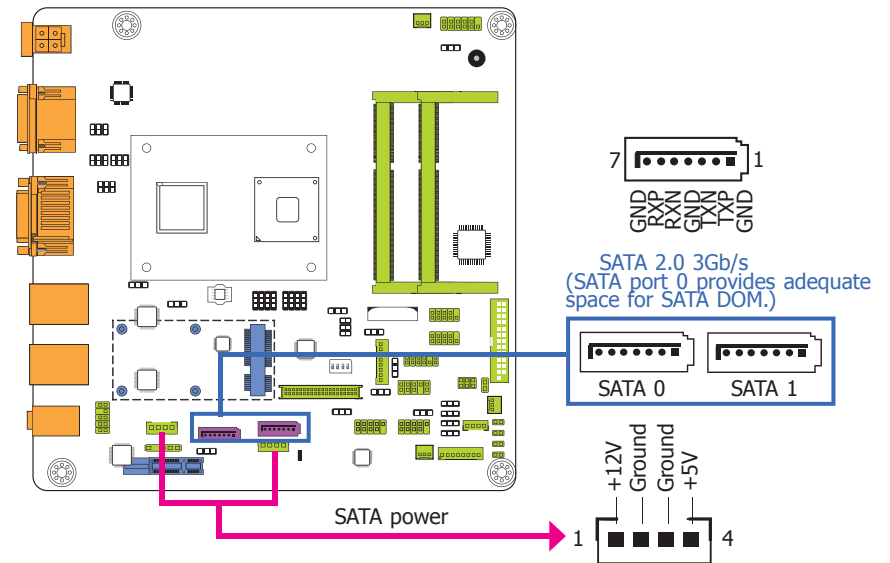 7
1
GND
RXP
RXN
GND
TXN
TXP
GND
SATA 2.0 3Gb/s
(SATA port 0 provides adequate
space for SATA DOM.)
SATA 0
SATA 1
+12V
Ground
Ground
+5V
SATA power
1
4